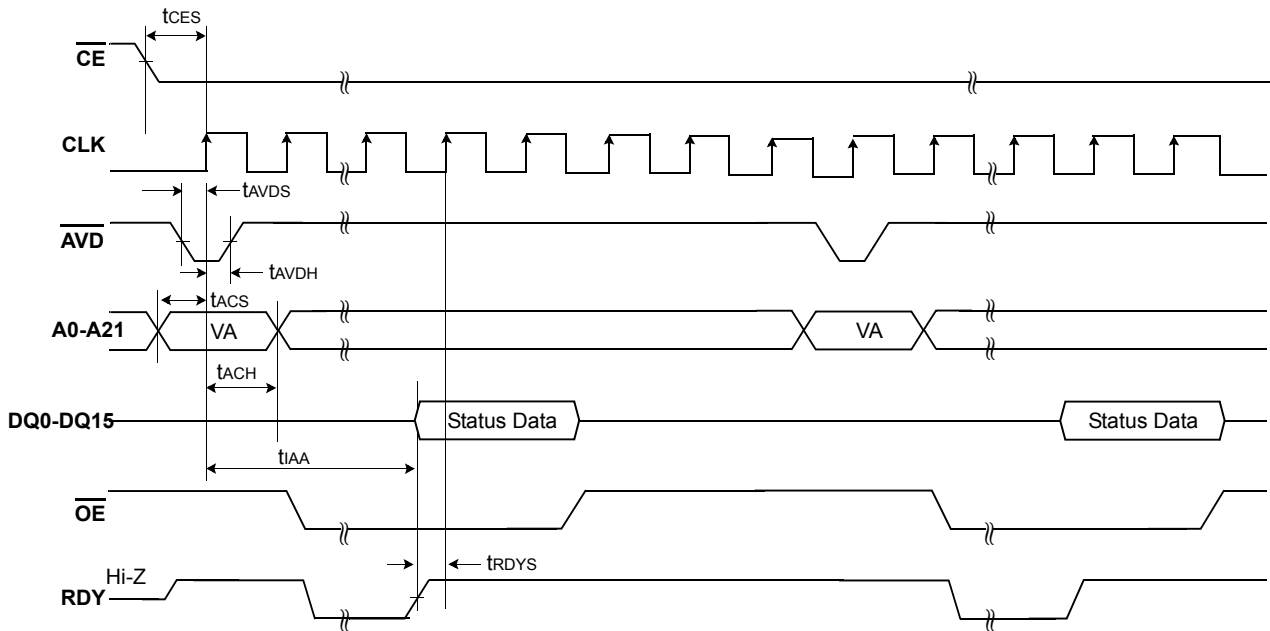 tCES
CE
CLK
tAVDS
AVD
tAVDH
tACS
A0-A21
VA
VA
tACH
DQ0-DQ15
Status Data
Status Data
tIAA
OE
tRDYS
Hi-Z
RDY